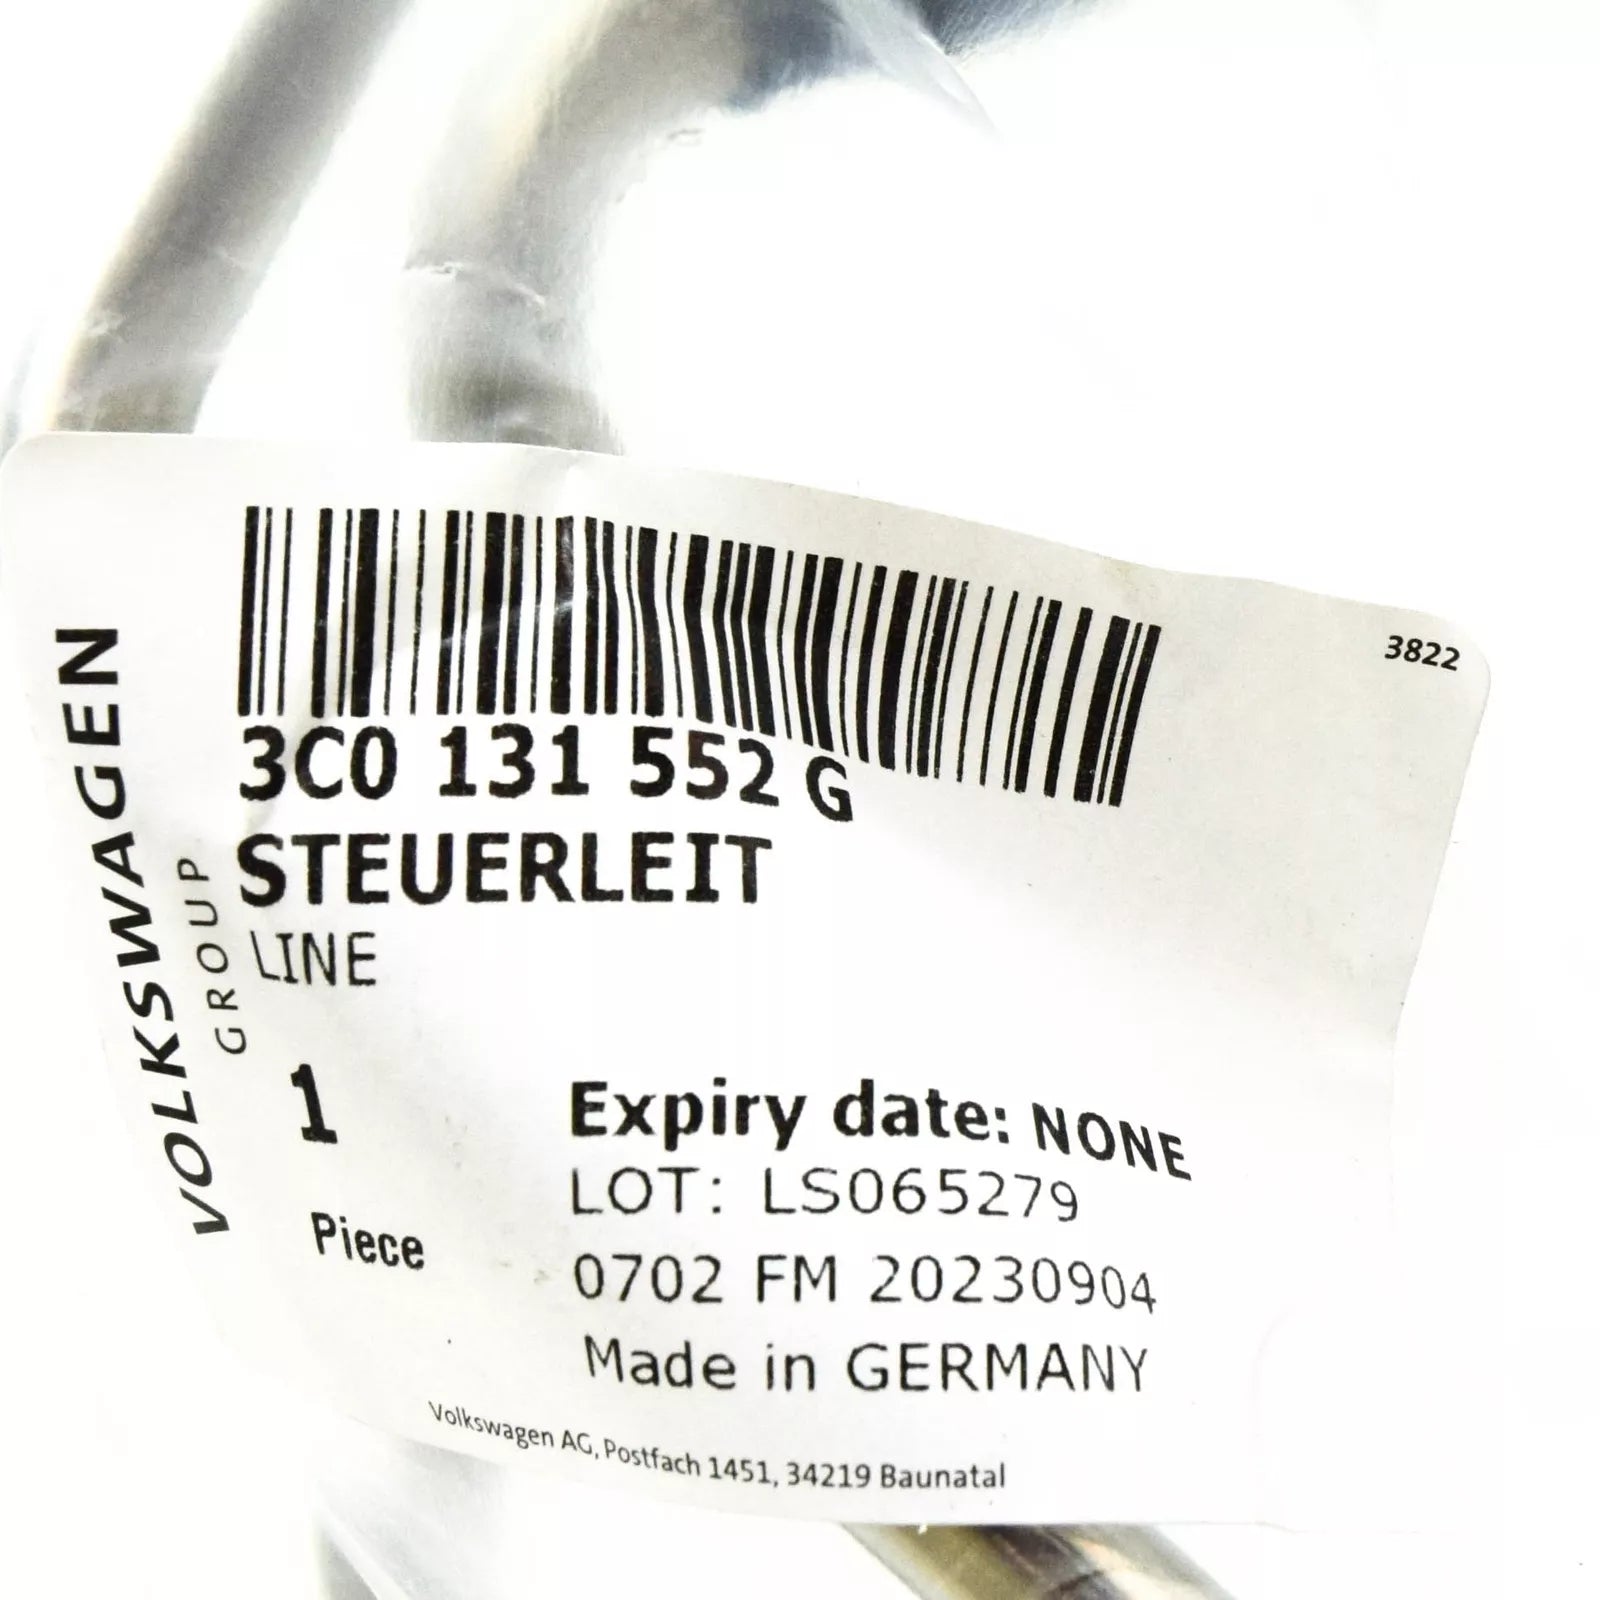 3822
3C0 131 552 G
STEUERLEIT
LINE
VOLKSWAGEN
GROUP
1
Piece
Expiry date: NONE
LOT: LS065279
0702 FM 20230904
Made in GERMANY
Volkswagen AG, Postfach 1451, 34219 Baunatal